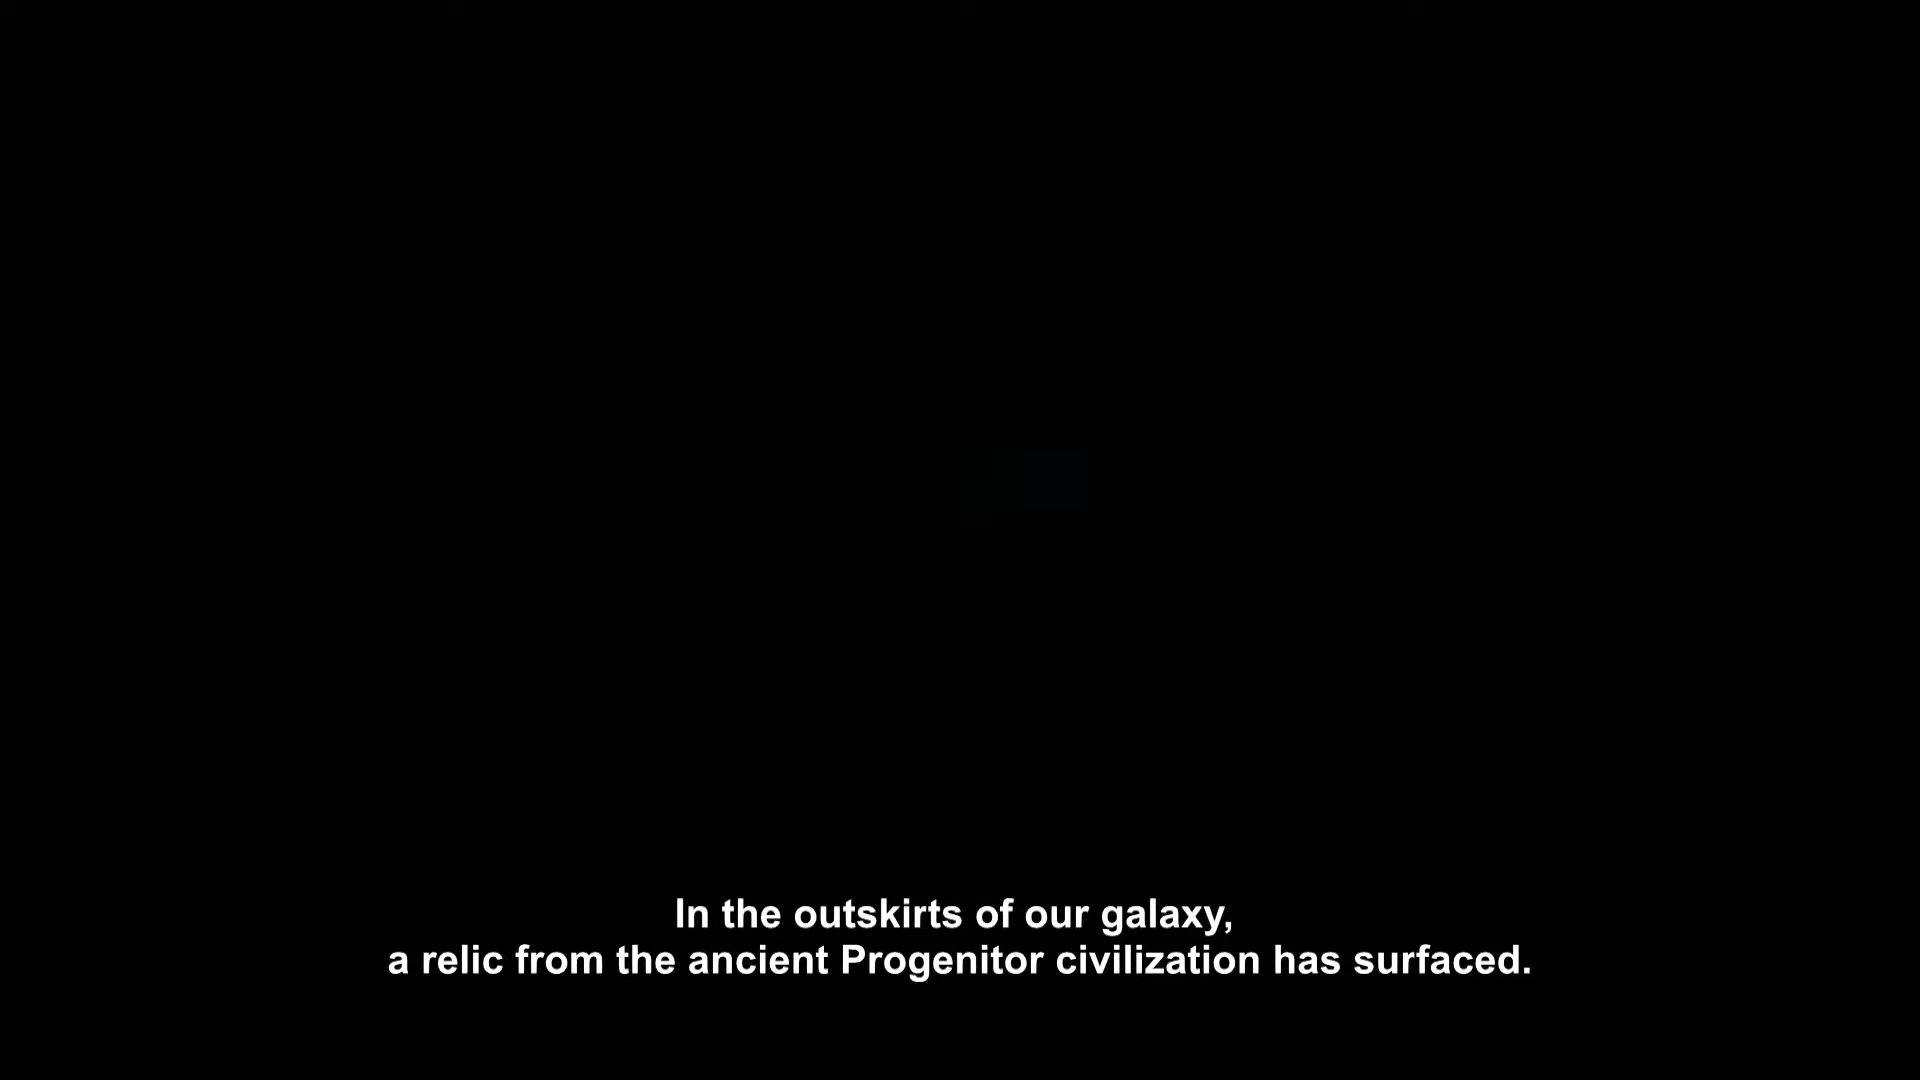 In the outskirts of our galaxy,
a relic from the ancient Progenitor civilization has surfaced.